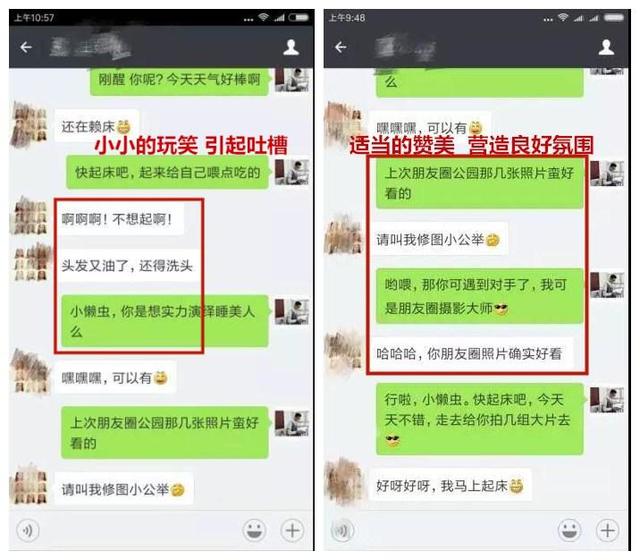 上午10:57
刚醒 你呢？今天天气好棒啊
还在赖床
小小的玩笑 引起吐槽
快起床吧，起来给自己喂点吃的
啊啊啊！不想起啊！
头发又油了，还得洗头
小懒虫，你是想实力演绎睡美人
么
嘿嘿嘿，可以有
上次朋友圈公园那几张照片蛮好
看的
请叫我修图小公举
上午9:48
么
嘿嘿嘿，可以有
适当的赞美 营造良好氛围
上次朋友圈公园那几张照片蛮好
看的
请叫我修图小公举
哟喂，那你可遇到对手了，我可
是朋友圈摄影大师
哈哈哈，你朋友圈照片确实好看
行啦，小懒虫。快起床吧，今天
天不错，走去给你拍几组大片去
好呀好呀，我马上起床